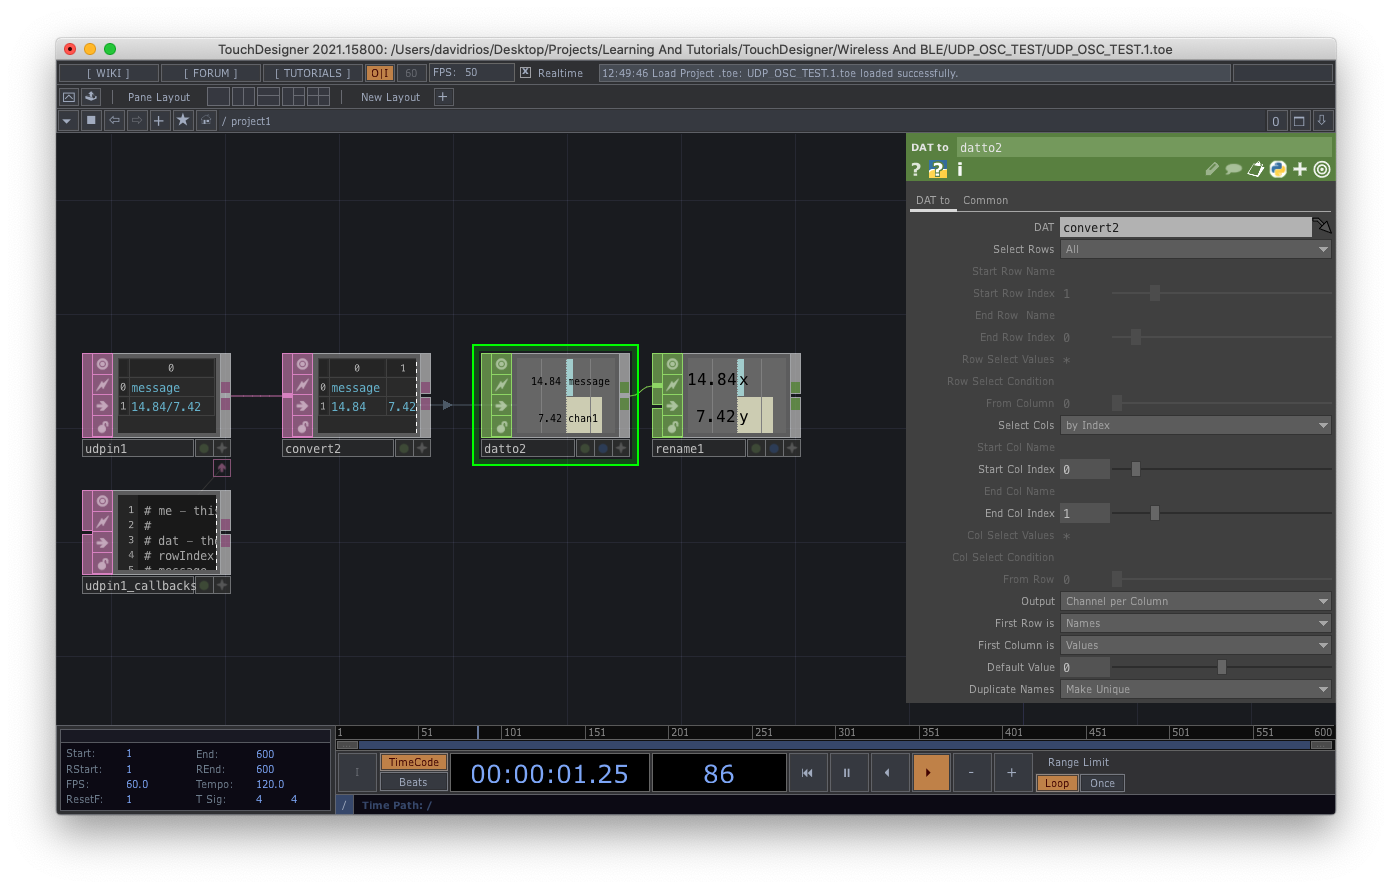 TouchDesigner 2021.15800: /Users/davidrios/Desktop/Projects/Learning And Tutorials/TouchDesigner/Wireless And BLE/UDP_OSC_TEST/UDP_OSC_TEST.1.toe
[ WIKI ] [ FORUM ] [ TUTORIALS ] O|I 60 FPS: 50 Realtime 12:49:46 Load Project .toe: UDP_OSC_TEST.1.toe loaded successfully.
Pane Layout New Layout +
/ project1 0
DAT to datto2
? ? i
DAT to Common
DAT convert2
Select Rows All
Start Row Name
Start Row Index 1
End Row Name
End Row Index 0
Row Select Values *
Row Select Condition
From Column 0
Select Cols by Index
Start Col Name
Start Col Index 0
End Col Name
End Col Index 1
Col Select Values *
Col Select Condition
From Row 0
Output Channel per Column
First Row is Names
First Column is Values
Default Value 0
Duplicate Names Make Unique
0
0 message
1 14.84/7.42
udpin1
0 1
0 message
1 14.84 7.42
convert2
14.84 message
7.42 chan1
datto2
14.84 x
7.42 y
rename1
1 # me - this
2 #
3 # dat - th
4 # rowIndex
5 # message
udpin1_callbacks
1 51 101 151 201 251 301 351 401 451 501 551 600
Start: 1 End: 600
RStart: 1 REnd: 600
FPS: 60.0 Tempo: 120.0
ResetF: 1 T Sig: 4 4
I TimeCode Beats 00:00:01.25 86 - +
Range Limit
Loop Once
/ Time Path: /